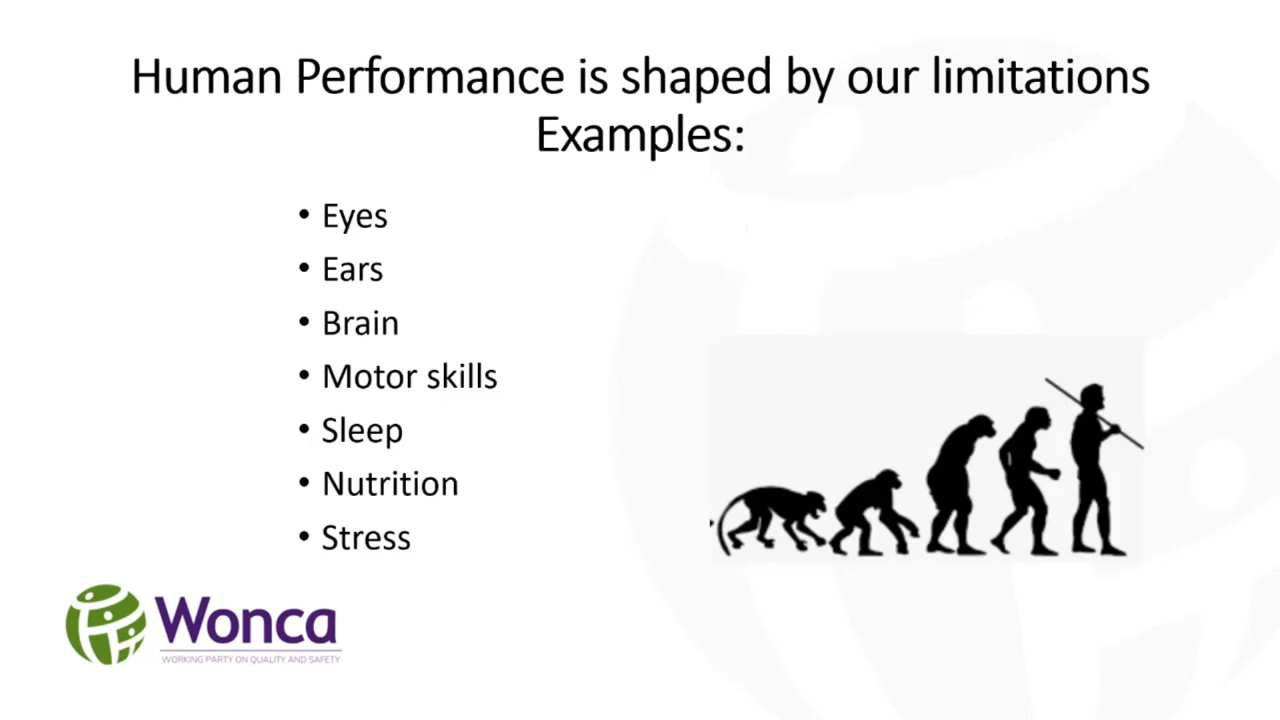 Human Performance is shaped by our limitations
Examples:
• Eyes
• Ears
• Brain
• Motor skills
• Sleep
• Nutrition
• Stress
Wonca
WORKING PARTY ON QUALITY AND SAFETY